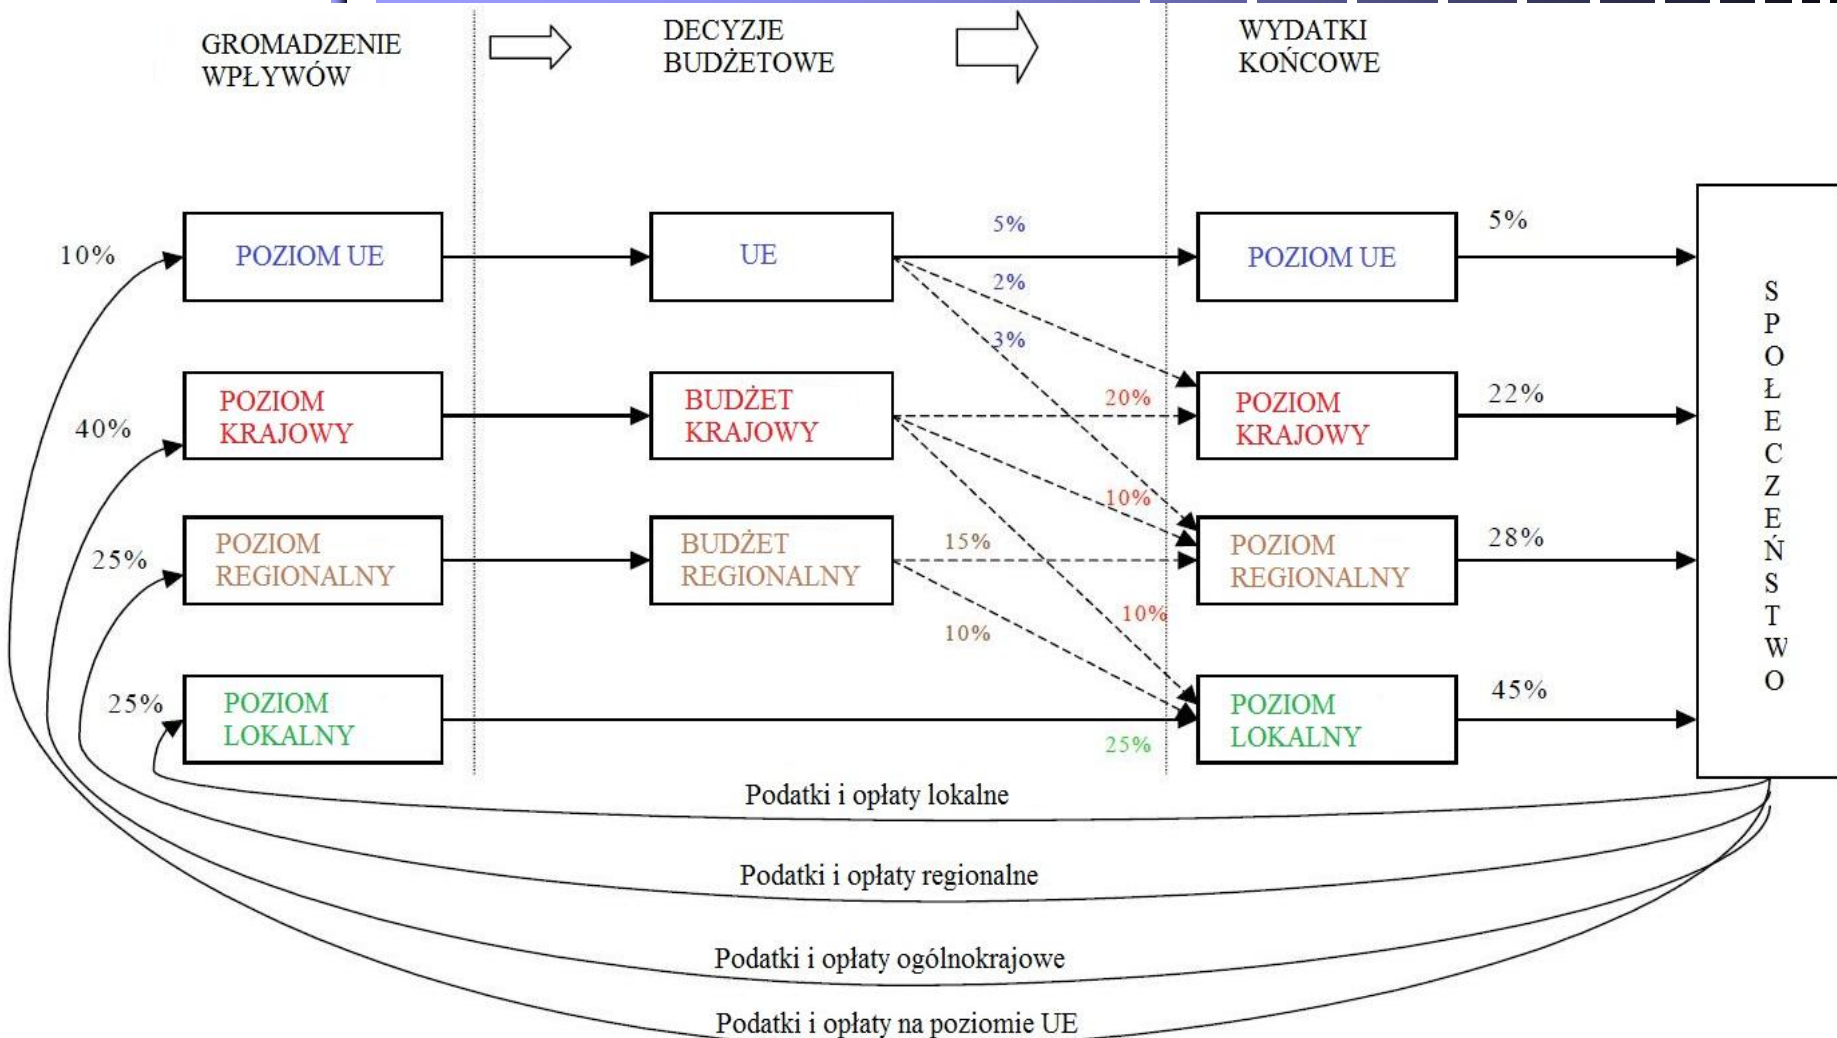 GROMADZENIE
WPŁYWÓW
DECYZJE
BUDŻETOWE
WYDATKI
KOŃCOWE
10%
POZIOM UE
UE
5%
2%
3%
POZIOM UE
5%
40%
POZIOM
KRAJOWY
BUDŻET
KRAJOWY
20%
10%
10%
POZIOM
KRAJOWY
22%
25%
POZIOM
REGIONALNY
BUDŻET
REGIONALNY
15%
10%
POZIOM
REGIONALNY
28%
25%
POZIOM
LOKALNY
25%
POZIOM
LOKALNY
45%
S
P
O
Ł
E
C
Z
E
Ń
S
T
W
O
Podatki i opłaty lokalne
Podatki i opłaty regionalne
Podatki i opłaty ogólnokrajowe
Podatki i opłaty na poziomie UE